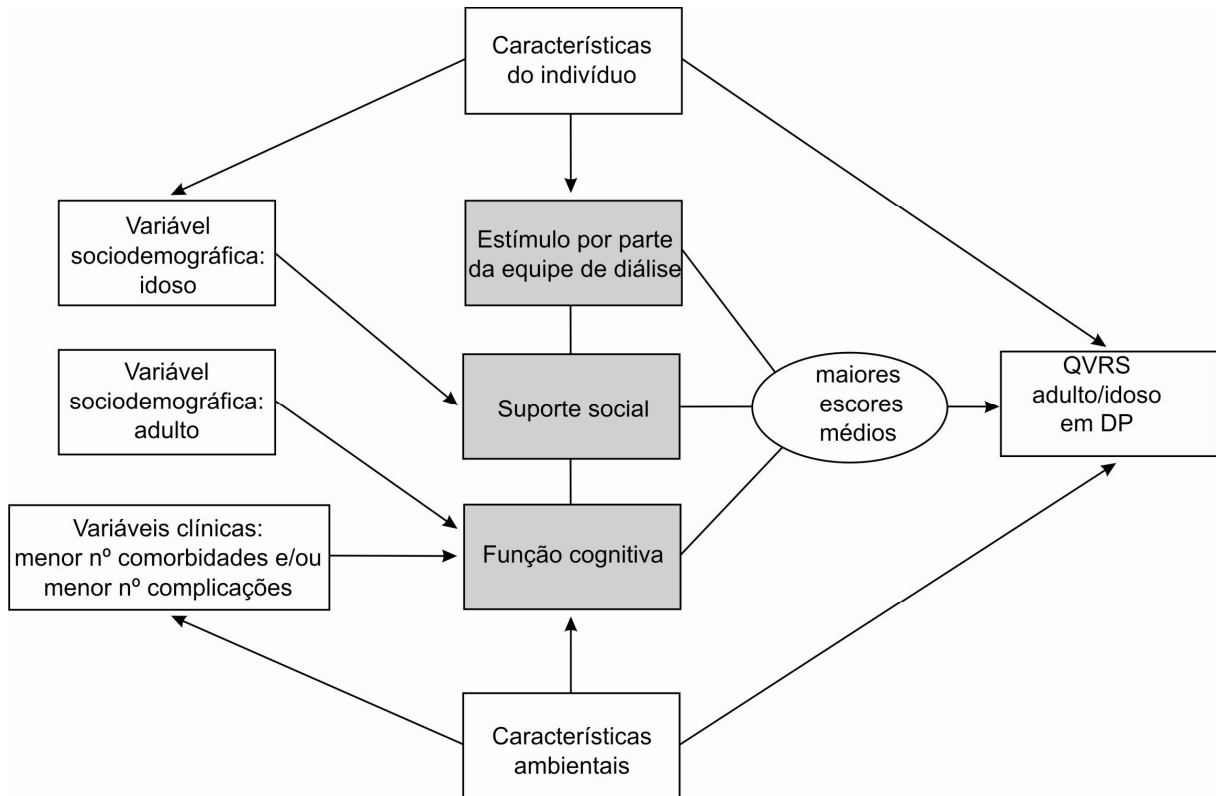 Características
do indivíduo
Variável
sociodemográfica:
idoso
Estímulo por parte
da equipe de diálise
Variável
sociodemográfica:
adulto
Suporte social
maiores
escores
médios
QVRS
adulto/idoso
em DP
Variáveis clínicas:
menor nº comorbidades e/ou
menor nº complicações
Função cognitiva
Características
ambientais